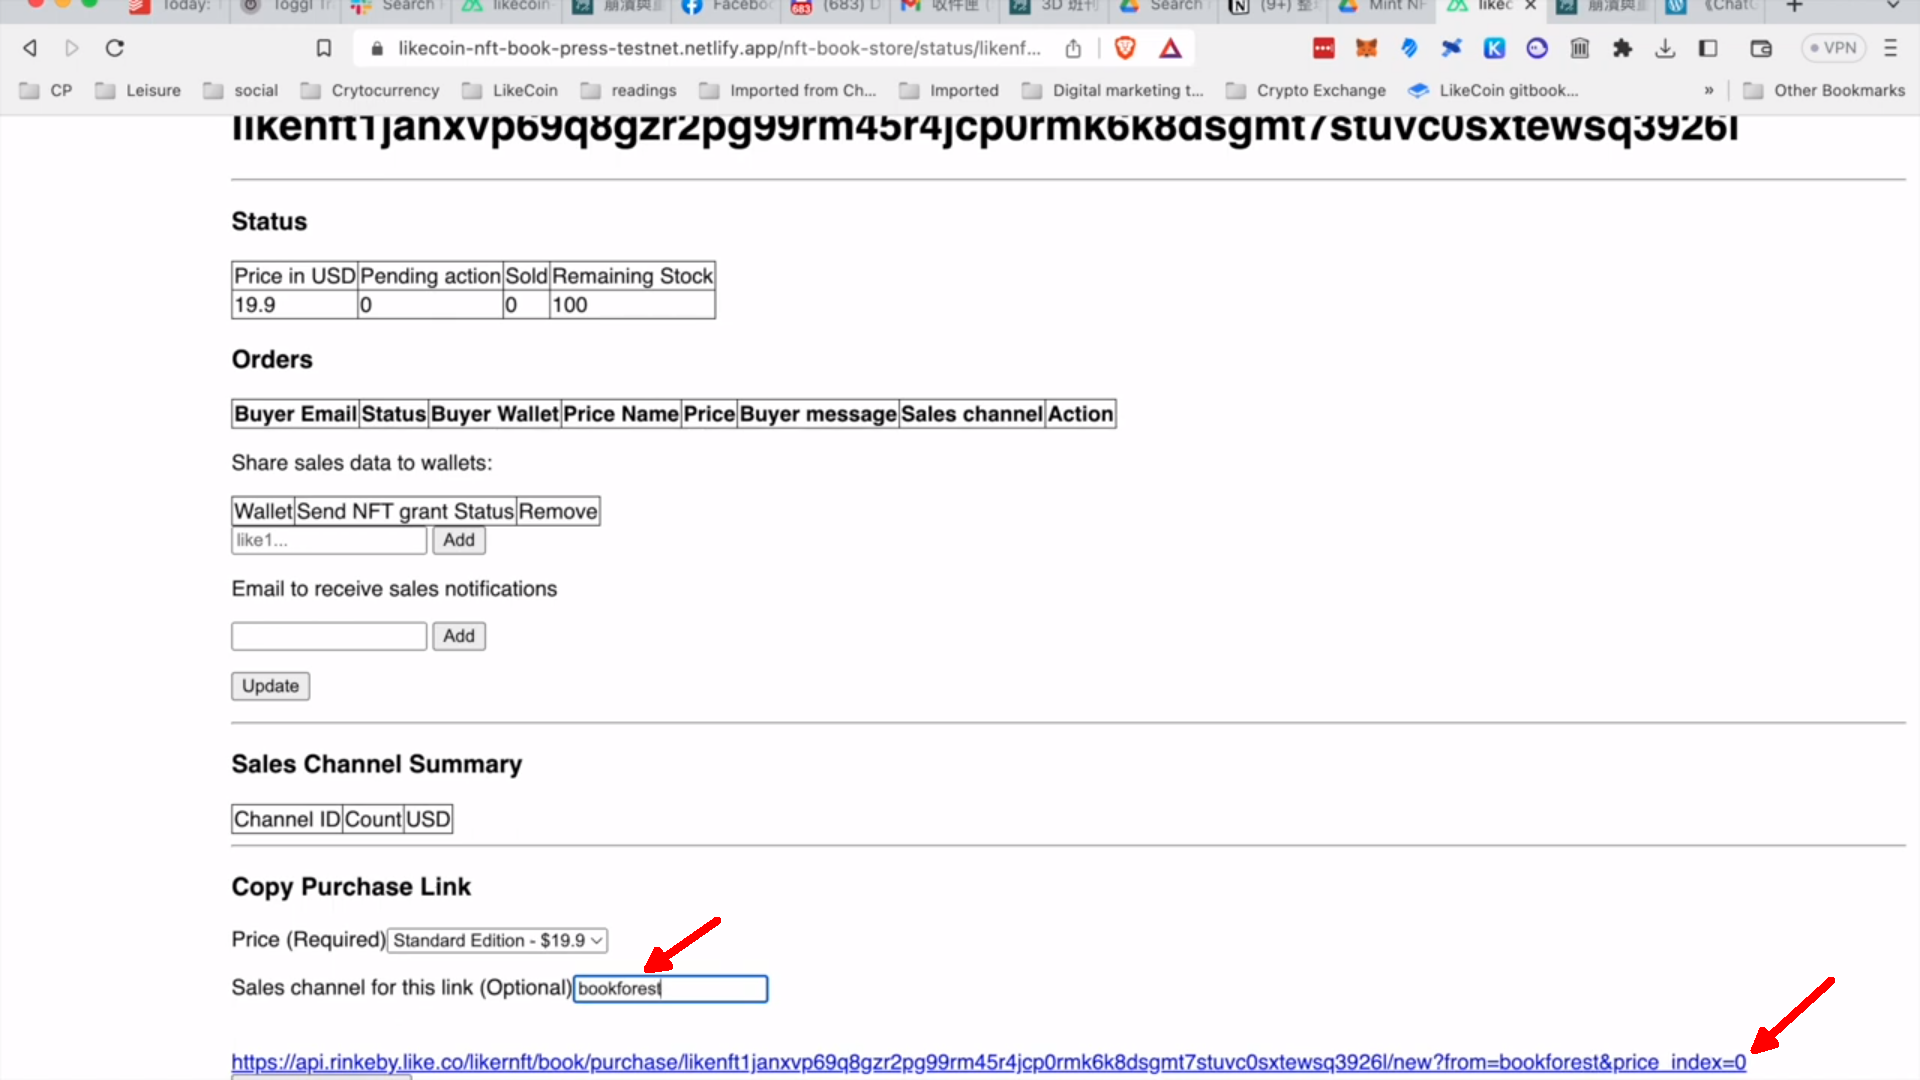 Today:
Toggl Tr
Search
likecoin-
崩潰與
Facebo
683
(683) D
收件匣 (
3D 班刊
Search
(9+) 整
Mint NF
likec
崩潰與
《ChatG
likecoin-nft-book-press-testnet.netlify.app/nft-book-store/status/likenf...
VPN
CP
Leisure
social
Crytocurrency
LikeCoin
readings
Imported from Ch...
Imported
Digital marketing t...
Crypto Exchange
LikeCoin gitbook...
»
Other Bookmarks
likenft1janxvp69q8gzr2pg99rm45r4jcp0rmk6k8dsgmt7stuvc0sxtewsq3926l
Status
Price in USD Pending action Sold Remaining Stock
19.9 0 0 100
Orders
Buyer Email Status Buyer Wallet Price Name Price Buyer message Sales channel Action
Share sales data to wallets:
Wallet Send NFT grant Status Remove
like1... Add
Email to receive sales notifications
Add
Update
Sales Channel Summary
Channel ID Count USD
Copy Purchase Link
Price (Required) Standard Edition - $19.9
Sales channel for this link (Optional) bookforest
https://api.rinkeby.like.co/likernft/book/purchase/likenft1janxvp69q8gzr2pg99rm45r4jcp0rmk6k8dsgmt7stuvc0sxtewsq3926l/new?from=bookforest&price_index=0